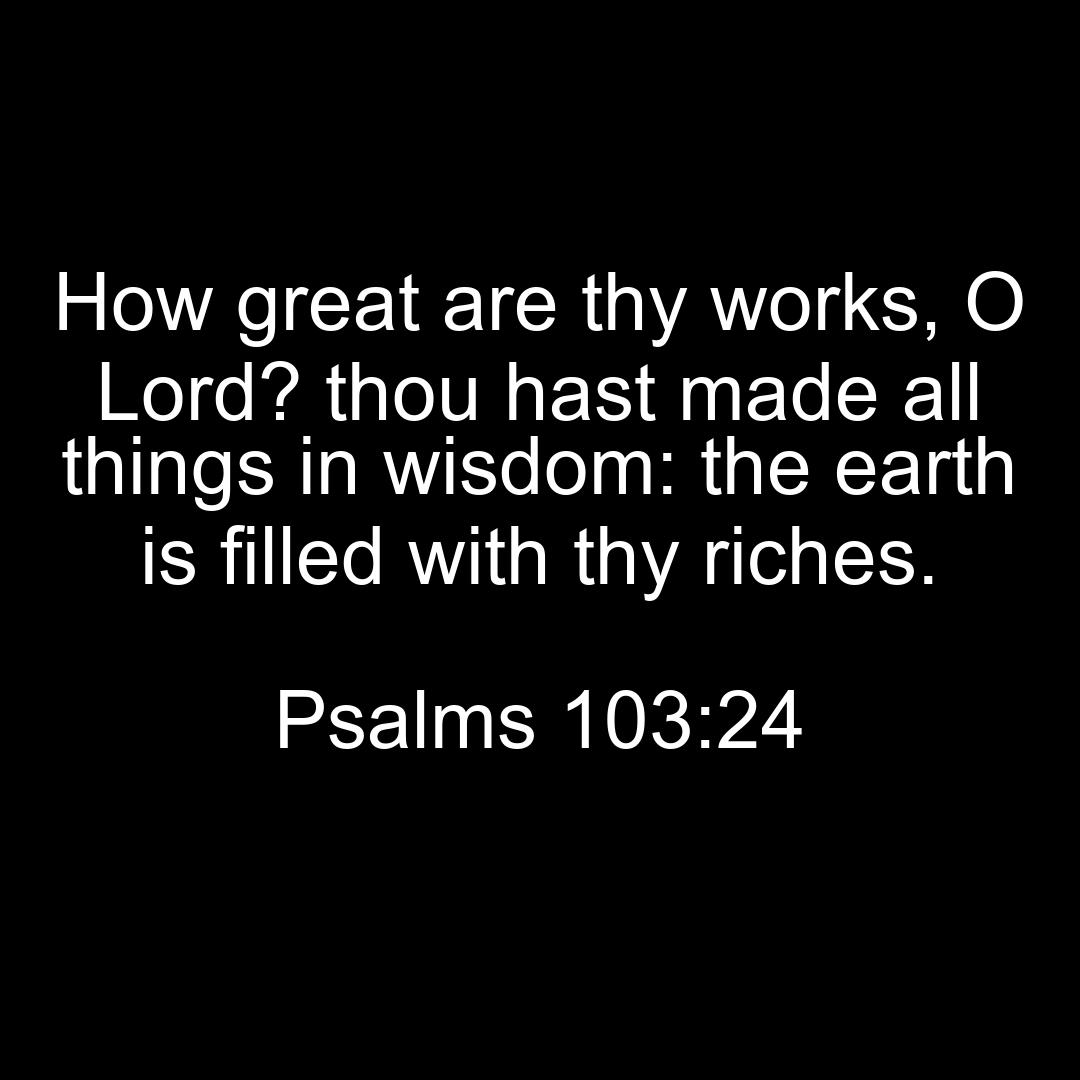 How great are thy works, O
Lord? thou hast made all
things in wisdom: the earth
is filled with thy riches.
Psalms 103:24